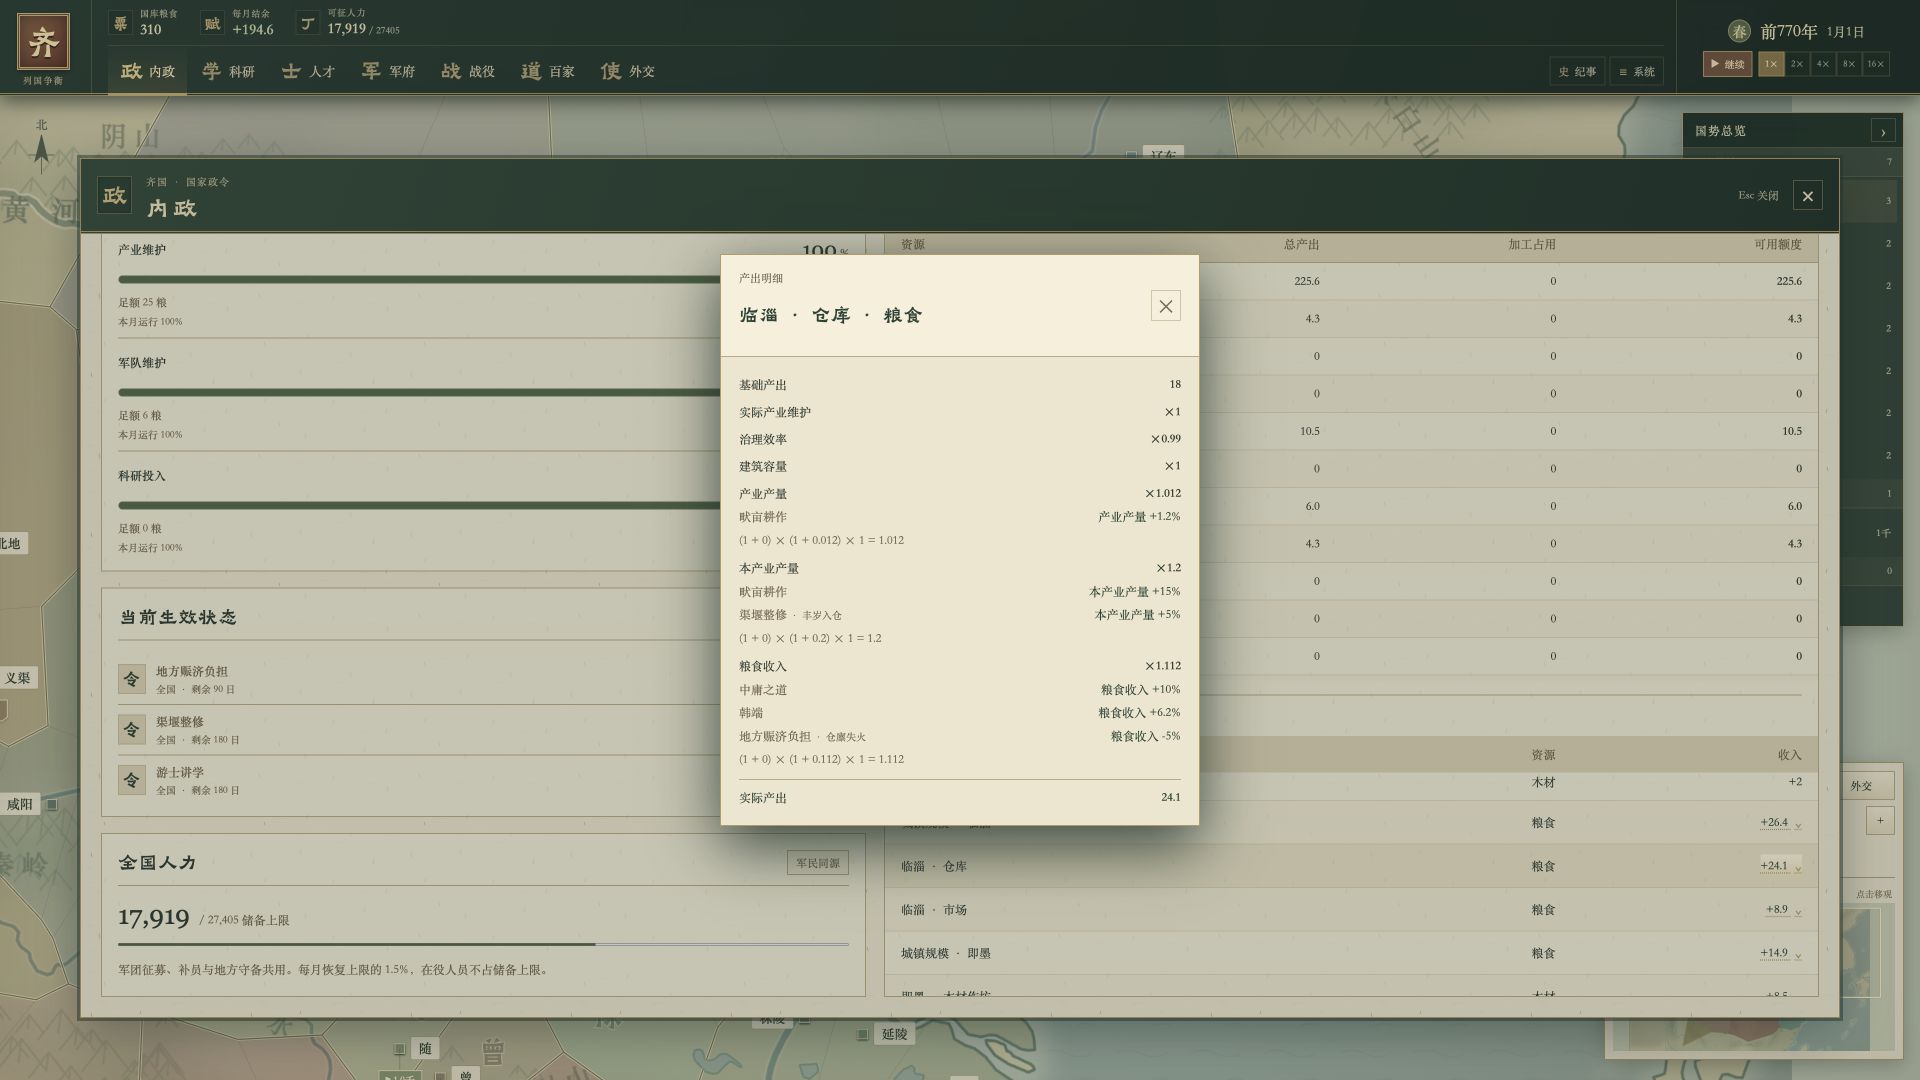 齐
列国争衡
粟 国库粮食 310
赋 每月结余 +194.6
丁 可征人力 17,919 / 27405
政 内政
学 科研
士 人才
军 军府
战 战役
道 百家
使 外交
史 纪事
≡ 系统
春 前770年 1月1日
▶ 继续
1× 2× 4× 8× 16×
北
阴山
黄河
白山
国势总览 ›
7
3
2
2
2
2
2
2
1
1千
0
政
齐国 · 国家政令
内政
Esc 关闭 ×
产业维护
100 %
足额 25 粮
本月运行 100%
军队维护
足额 6 粮
本月运行 100%
科研投入
足额 0 粮
本月运行 100%
当前生效状态
令 地方赈济负担
全国 · 剩余 90 日
令 渠堰整修
全国 · 剩余 180 日
令 游士讲学
全国 · 剩余 180 日
全国人力
军民同源
17,919 / 27,405 储备上限
军团征募、补员与地方守备共用。每月恢复上限的 1.5%，在役人员不占储备上限。
资源 总产出 加工占用 可用额度
225.6 0 225.6
4.3 0 4.3
0 0 0
0 0 0
10.5 0 10.5
0 0 0
6.0 0 6.0
4.3 0 4.3
0 0 0
0 0 0
0 0 0
资源 收入
木材 +2
粮食 +26.4
临淄 · 仓库 粮食 +24.1
临淄 · 市场 粮食 +8.9
城镇规模 · 即墨 粮食 +14.9
产出明细
临淄 · 仓库 · 粮食
基础产出 18
实际产业维护 ×1
治理效率 ×0.99
建筑容量 ×1
产业产量 ×1.012
畎亩耕作 产业产量 +1.2%
(1 + 0) × (1 + 0.012) × 1 = 1.012
本产业产量 ×1.2
畎亩耕作 本产业产量 +15%
渠堰整修 · 丰岁入仓 本产业产量 +5%
(1 + 0) × (1 + 0.2) × 1 = 1.2
粮食收入 ×1.112
中庸之道 粮食收入 +10%
韩端 粮食收入 +6.2%
地方赈济负担 · 仓廪失火 粮食收入 -5%
(1 + 0) × (1 + 0.112) × 1 = 1.112
实际产出 24.1
北地
义渠
咸阳
秦岭
外交
+
点击移观
随
曾
曾
延陵